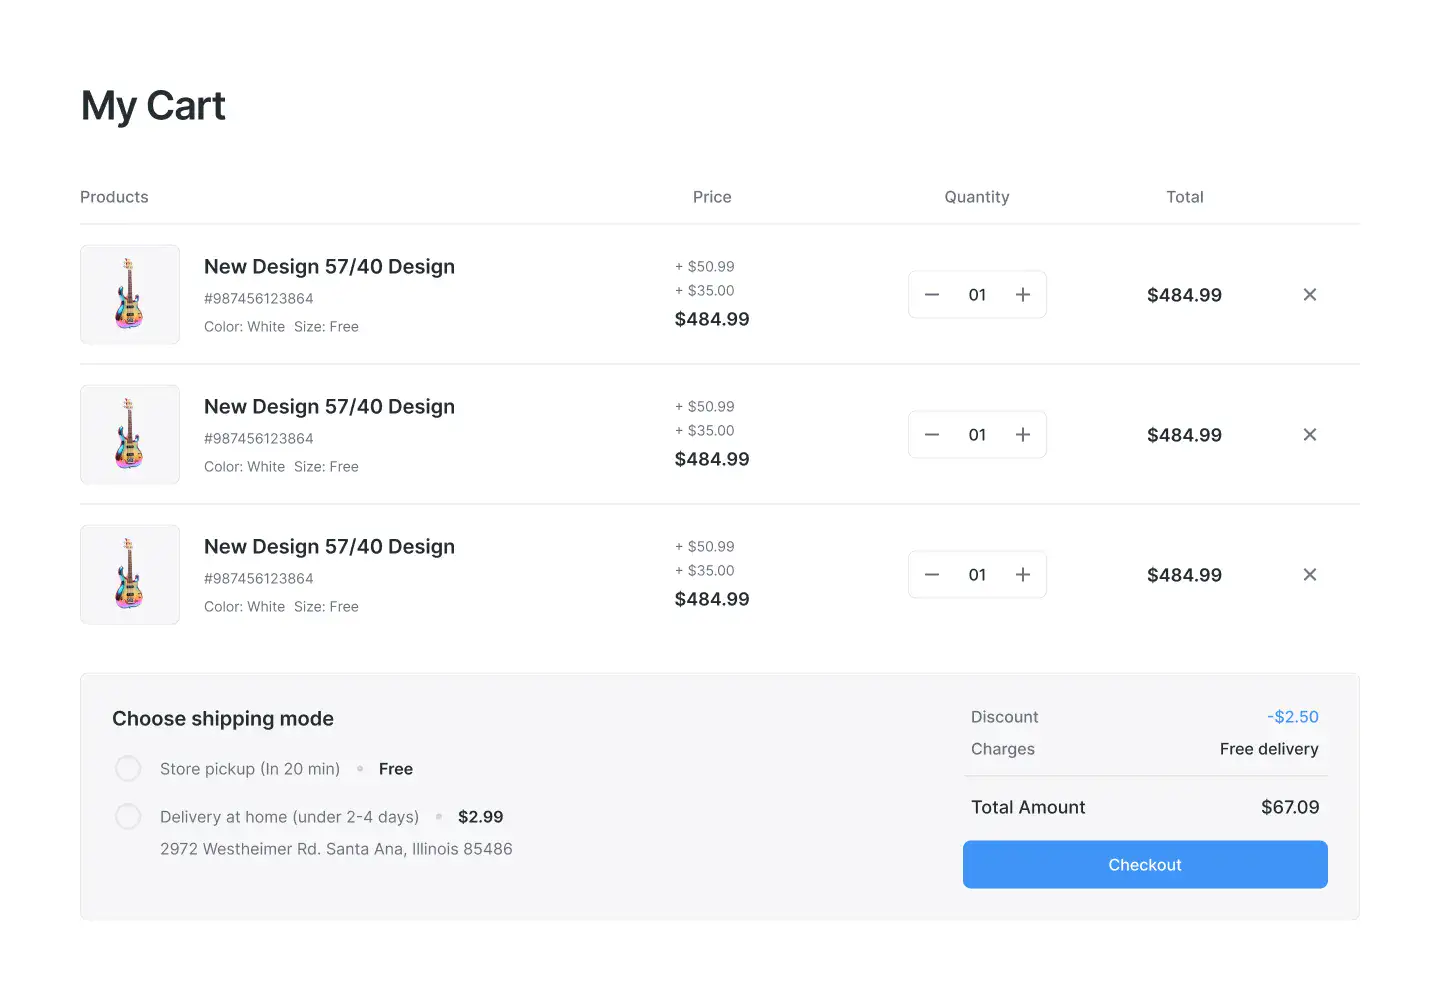 My Cart
Products Price Quantity Total
New Design 57/40 Design
#987456123864
Color: White Size: Free
+ $50.99
+ $35.00
$484.99
01
$484.99
New Design 57/40 Design
#987456123864
Color: White Size: Free
+ $50.99
+ $35.00
$484.99
01
$484.99
New Design 57/40 Design
#987456123864
Color: White Size: Free
+ $50.99
+ $35.00
$484.99
01
$484.99
Choose shipping mode
Store pickup (In 20 min) • Free
Delivery at home (under 2-4 days) • $2.99
2972 Westheimer Rd. Santa Ana, Illinois 85486
Discount -$2.50
Charges Free delivery
Total Amount $67.09
Checkout